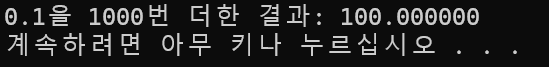 0.1을 1000번 더한 결과: 100.000000
계속하려면 아무 키나 누르십시오 . . .